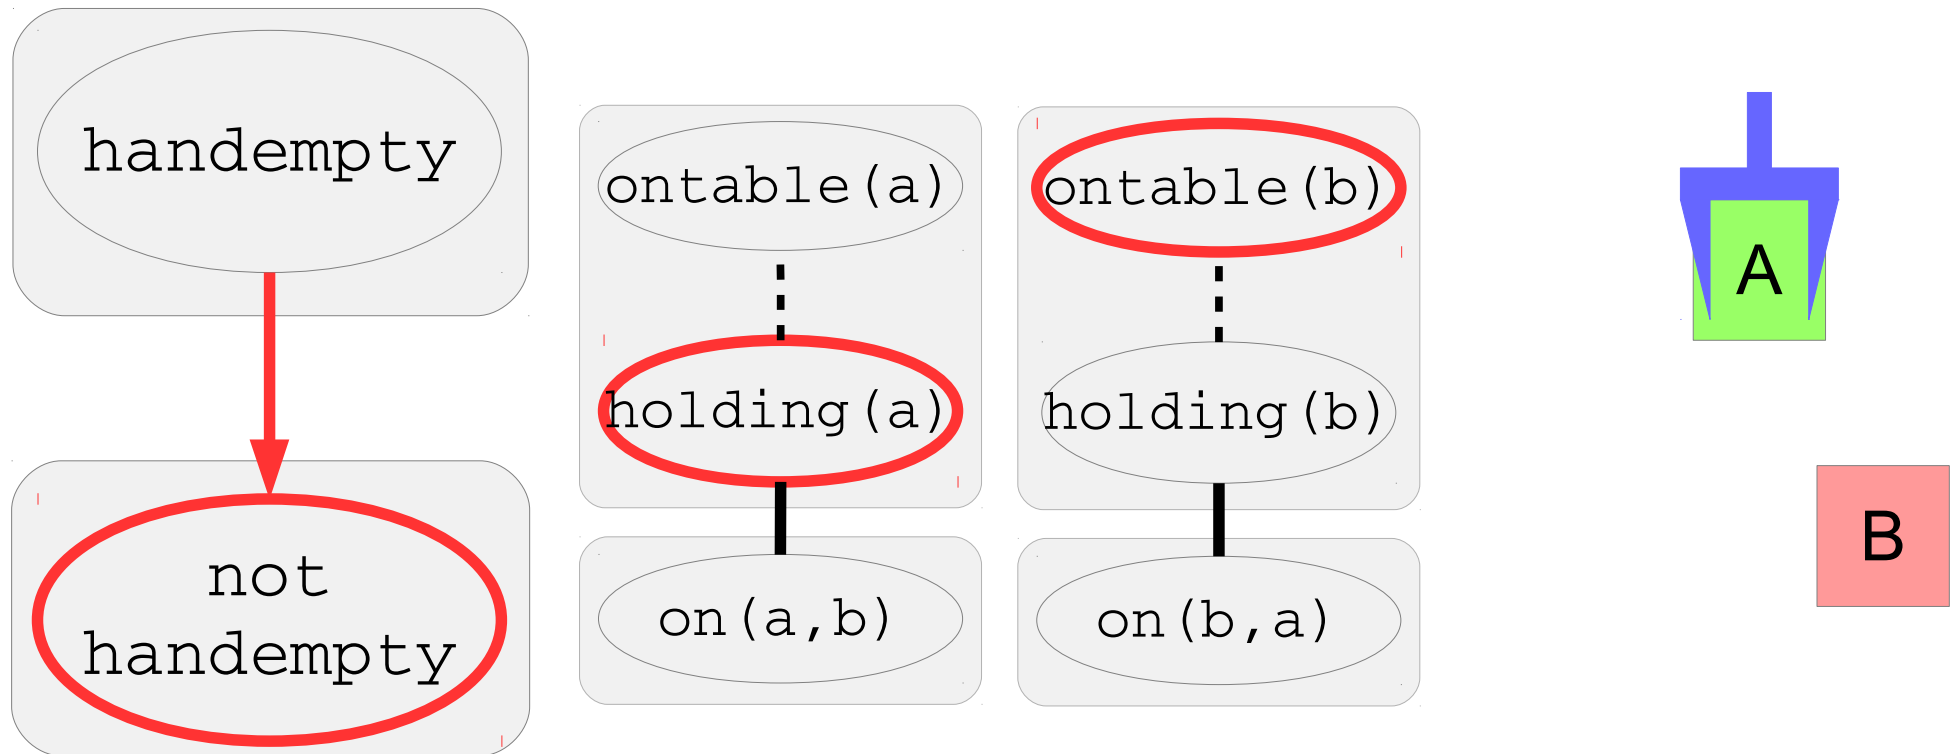 handempty
not
handempty
ontable(a)
holding(a)
on(a,b)
ontable(b)
holding(b)
on(b,a)
A
B